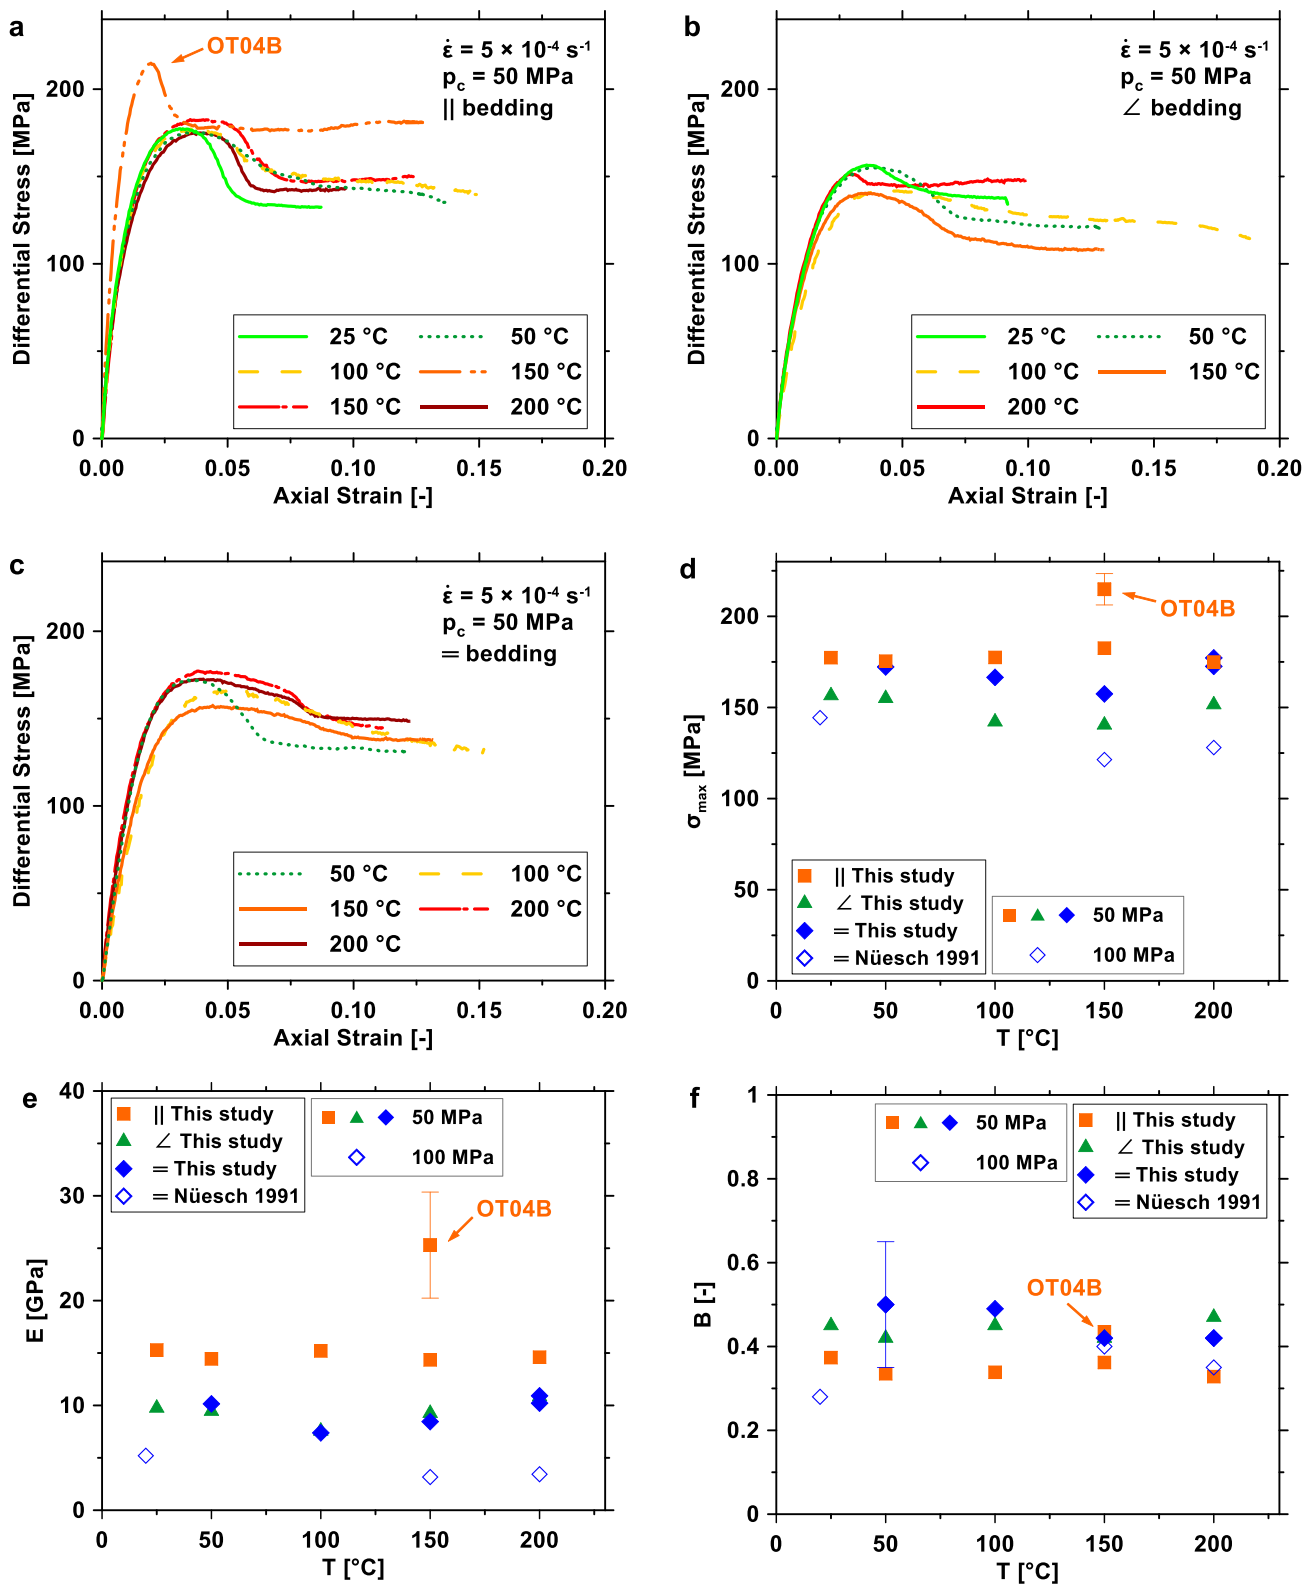 a
OT04B
ε̇ = 5 × 10⁻⁴ s⁻¹
p_c = 50 MPa
|| bedding
Differential Stress [MPa]
200
100
0
25 °C
50 °C
100 °C
150 °C
150 °C
200 °C
0.00 0.05 0.10 0.15 0.20
Axial Strain [-]
b
ε̇ = 5 × 10⁻⁴ s⁻¹
p_c = 50 MPa
∠ bedding
Differential Stress [MPa]
200
100
0
25 °C
50 °C
100 °C
150 °C
200 °C
0.00 0.05 0.10 0.15 0.20
Axial Strain [-]
c
ε̇ = 5 × 10⁻⁴ s⁻¹
p_c = 50 MPa
= bedding
Differential Stress [MPa]
200
100
0
50 °C
100 °C
150 °C
200 °C
200 °C
0.00 0.05 0.10 0.15 0.20
Axial Strain [-]
d
OT04B
σ_max [MPa]
200
150
100
50
0
|| This study
∠ This study
= This study
= Nüesch 1991
50 MPa
100 MPa
0 50 100 150 200
T [°C]
e
|| This study
∠ This study
= This study
= Nüesch 1991
50 MPa
100 MPa
OT04B
E [GPa]
40
30
20
10
0
0 50 100 150 200
T [°C]
f
50 MPa
100 MPa
|| This study
∠ This study
= This study
= Nüesch 1991
OT04B
B [-]
1
0.8
0.6
0.4
0.2
0
0 50 100 150 200
T [°C]